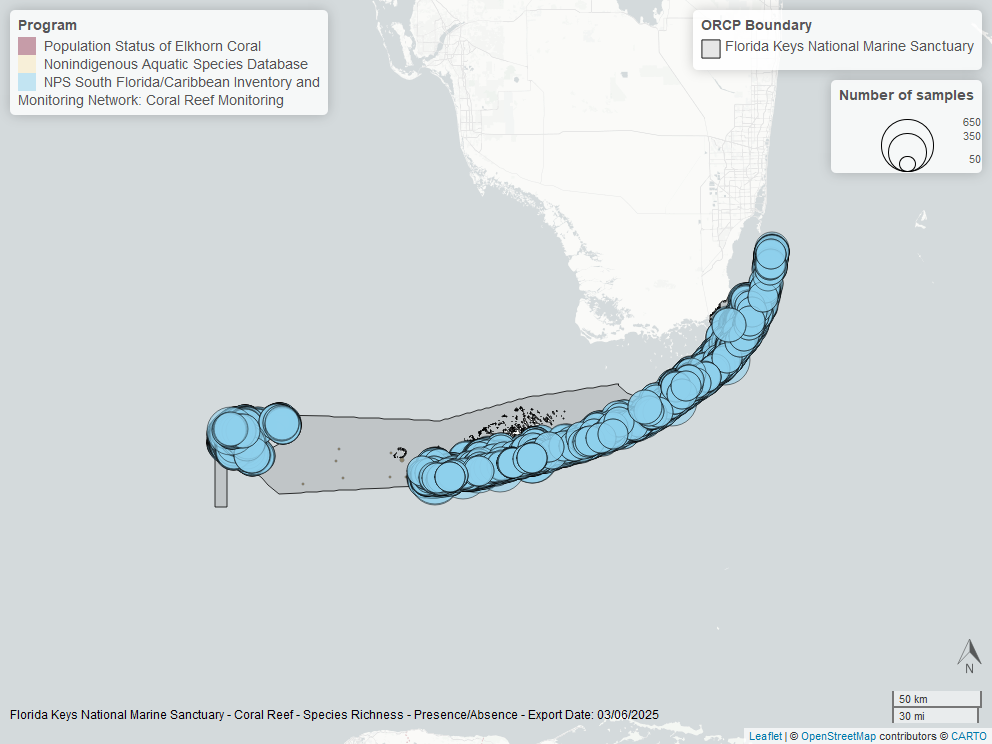 Program
Population Status of Elkhorn Coral
Nonindigenous Aquatic Species Database
NPS South Florida/Caribbean Inventory and
Monitoring Network: Coral Reef Monitoring
ORCP Boundary
Florida Keys National Marine Sanctuary
Number of samples
650
350
50
N
50 km
30 mi
Florida Keys National Marine Sanctuary - Coral Reef - Species Richness - Presence/Absence - Export Date: 03/06/2025
Leaflet | © OpenStreetMap contributors © CARTO